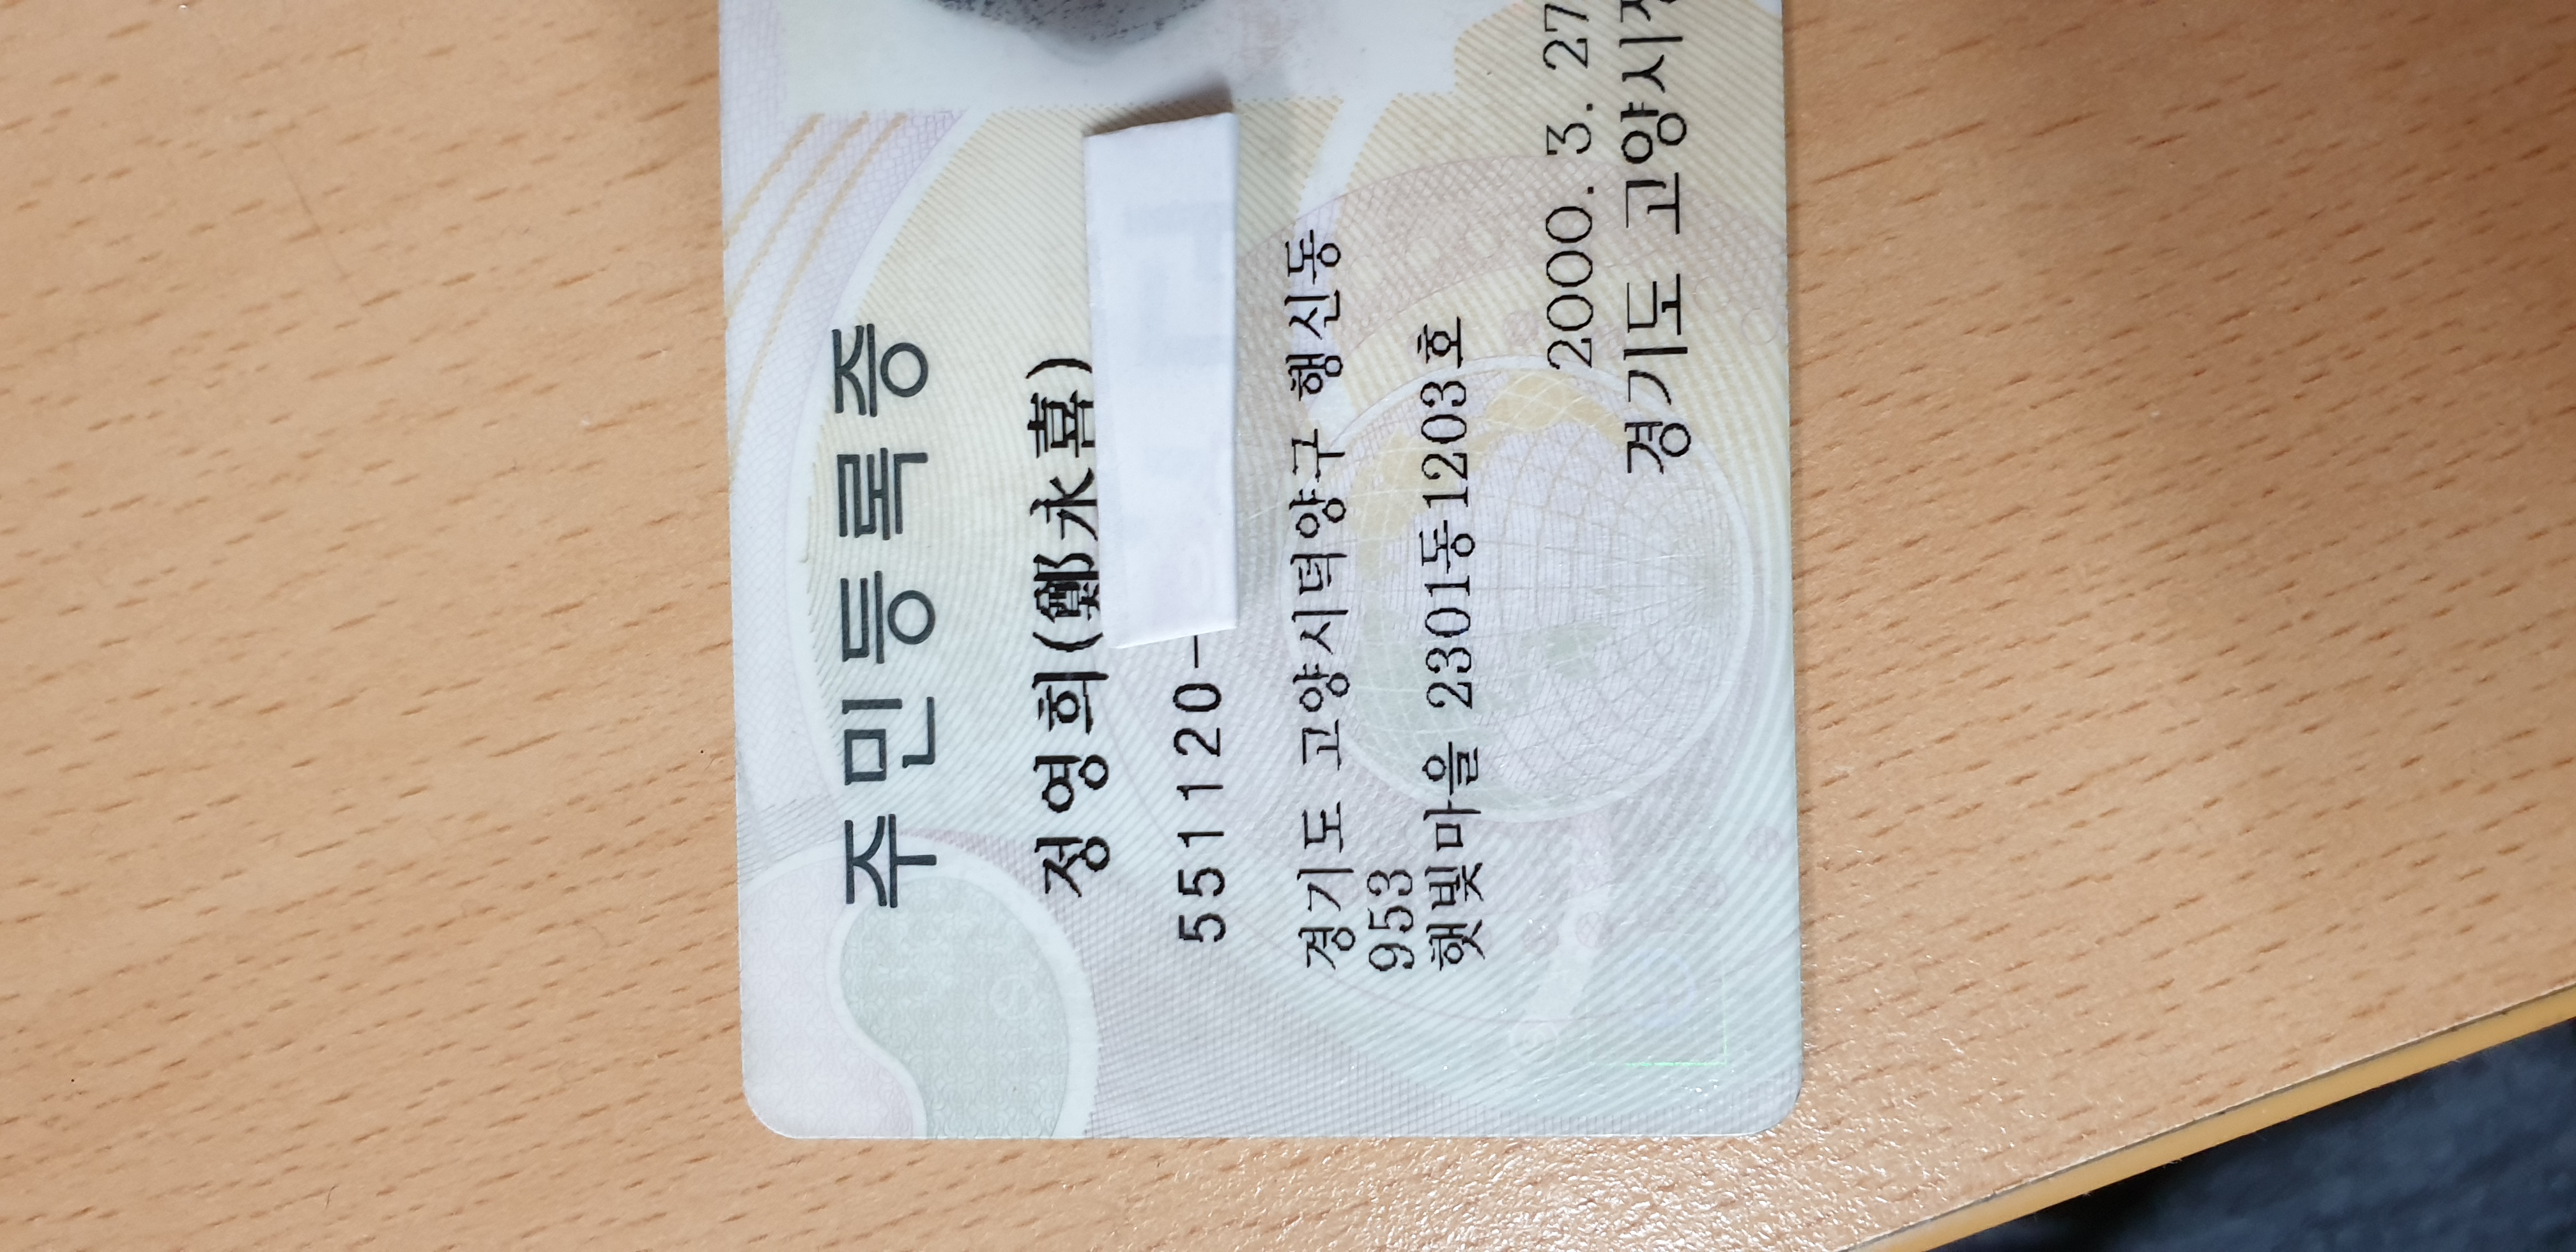 주민등록증
정영희(鄭永喜)
551120-
경기도 고양시덕양구 행신동
953
햇빛마을 2301동1203호
2000. 3. 27
경기도 고양시